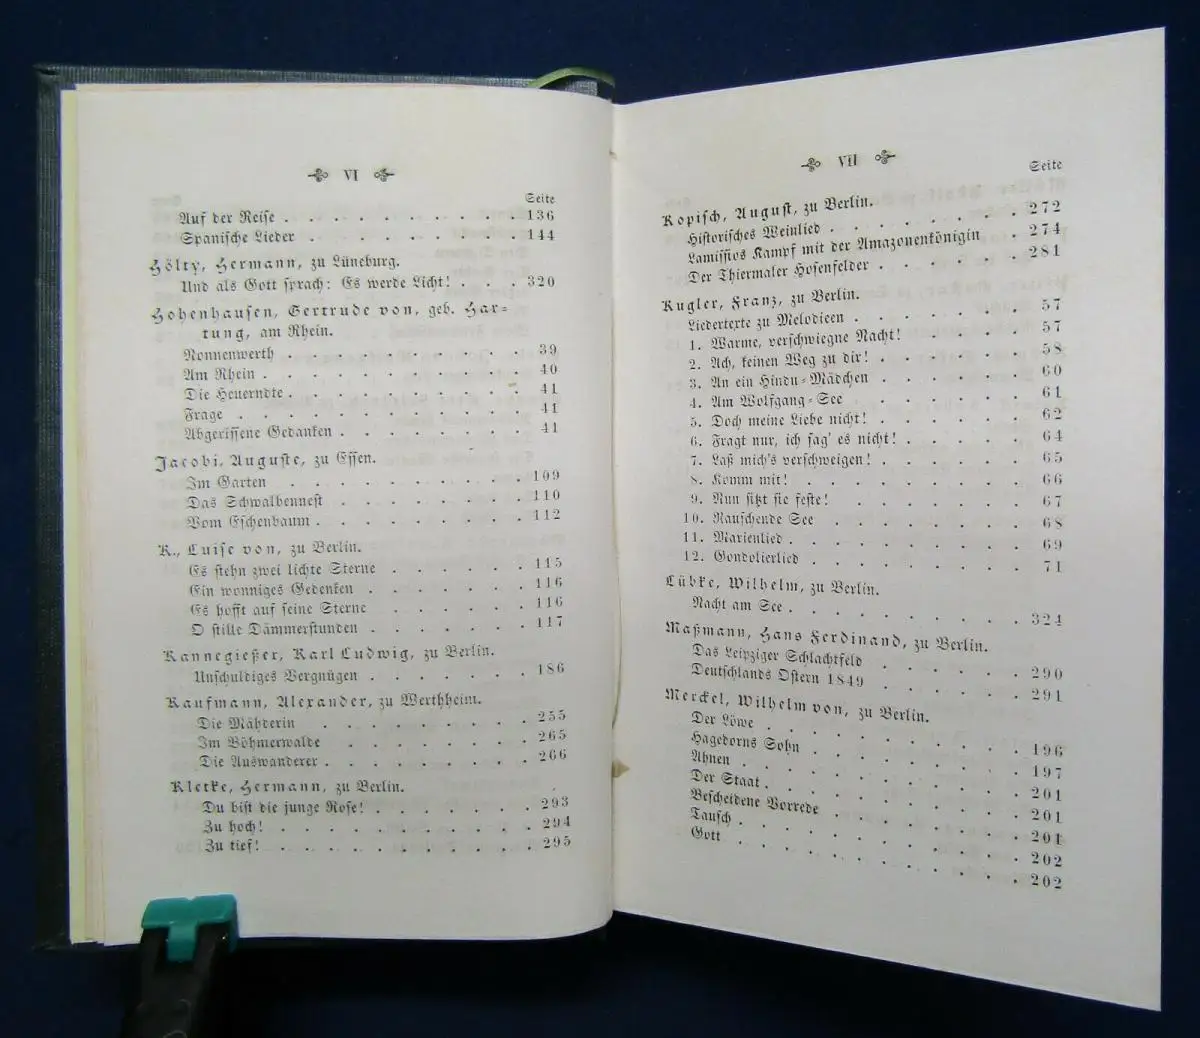 VI
Seite
Auf der Reise . . . . . . . . . 136
Spanische Lieder . . . . . . . . 144
Hölty, Hermann, zu Lüneburg.
Und als Gott sprach: Es werde Licht! . . . 320
Hohenhausen, Gertrude von, geb. Har-
tung, am Rhein.
Nonnenwerth . . . . . . . . . 39
Am Rhein . . . . . . . . . . 40
Die Heuerndte . . . . . . . . . 41
Frage . . . . . . . . . . 41
Abgerissene Gedanken . . . . . . . 41
Jacobi, Auguste, zu Essen.
Im Garten . . . . . . . . . 109
Das Schwalbennest . . . . . . . 110
Vom Eschenbaum . . . . . . . . 112
K., Luise von, zu Berlin.
Es stehn zwei lichte Sterne . . . . . . 115
Ein wonniges Gedenken . . . . . . . 116
Es hofft auf seine Sterne . . . . . . 116
O stille Dämmerstunden . . . . . . . 117
Kannegießer, Karl Ludwig, zu Berlin.
Unschuldiges Vergnügen . . . . . . . 186
Kaufmann, Alexander, zu Werthheim.
Die Mähderin . . . . . . . . 255
Im Böhmerwalde . . . . . . . 265
Die Auswanderer . . . . . . . . 266
Kletke, Hermann, zu Berlin.
Du bist die junge Rose! . . . . . . . 293
Zu hoch! . . . . . . . . . . 294
Zu tief! . . . . . . . . . . 295
VII
Seite
Kopisch, August, zu Berlin.
Historisches Weinlied . . . . . . . . 272
Lamissios Kampf mit der Amazonenkönigin . 274
Der Thiermaler Hosenfelder . . . . . . 281
Kugler, Franz, zu Berlin.
Liedertexte zu Melodieen . . . . . . . 57
1. Warme, verschwiegne Nacht! . . . . . 57
2. Ach, keinen Weg zu dir! . . . . . . 58
3. An ein Hindu-Mädchen . . . . . . 60
4. Am Wolfgang-See . . . . . . . 61
5. Doch meine Liebe nicht! . . . . . . 62
6. Fragt nur, ich sag' es nicht! . . . . . 64
7. Laß mich's verschweigen! . . . . . . 65
8. Komm mit! . . . . . . . . 66
9. Nun sitzt sie feste! . . . . . . . 67
10. Rauschende See . . . . . . . 68
11. Marienlied . . . . . . . . . 69
12. Gondolierlied . . . . . . . . 71
Lübke, Wilhelm, zu Berlin.
Nacht am See . . . . . . . . . 324
Maßmann, Hans Ferdinand, zu Berlin.
Das Leipziger Schlachtfeld . . . . . . 290
Deutschlands Ostern 1849 . . . . . . 291
Merckel, Wilhelm von, zu Berlin.
Der Löwe . . . . . . . . . . 196
Hagedorns Sohn . . . . . . . . 197
Ahnen . . . . . . . . . . 201
Der Staat . . . . . . . . . . 201
Bescheidene Vorrede . . . . . . . 201
Tausch . . . . . . . . . . 202
Gott . . . . . . . . . . 202